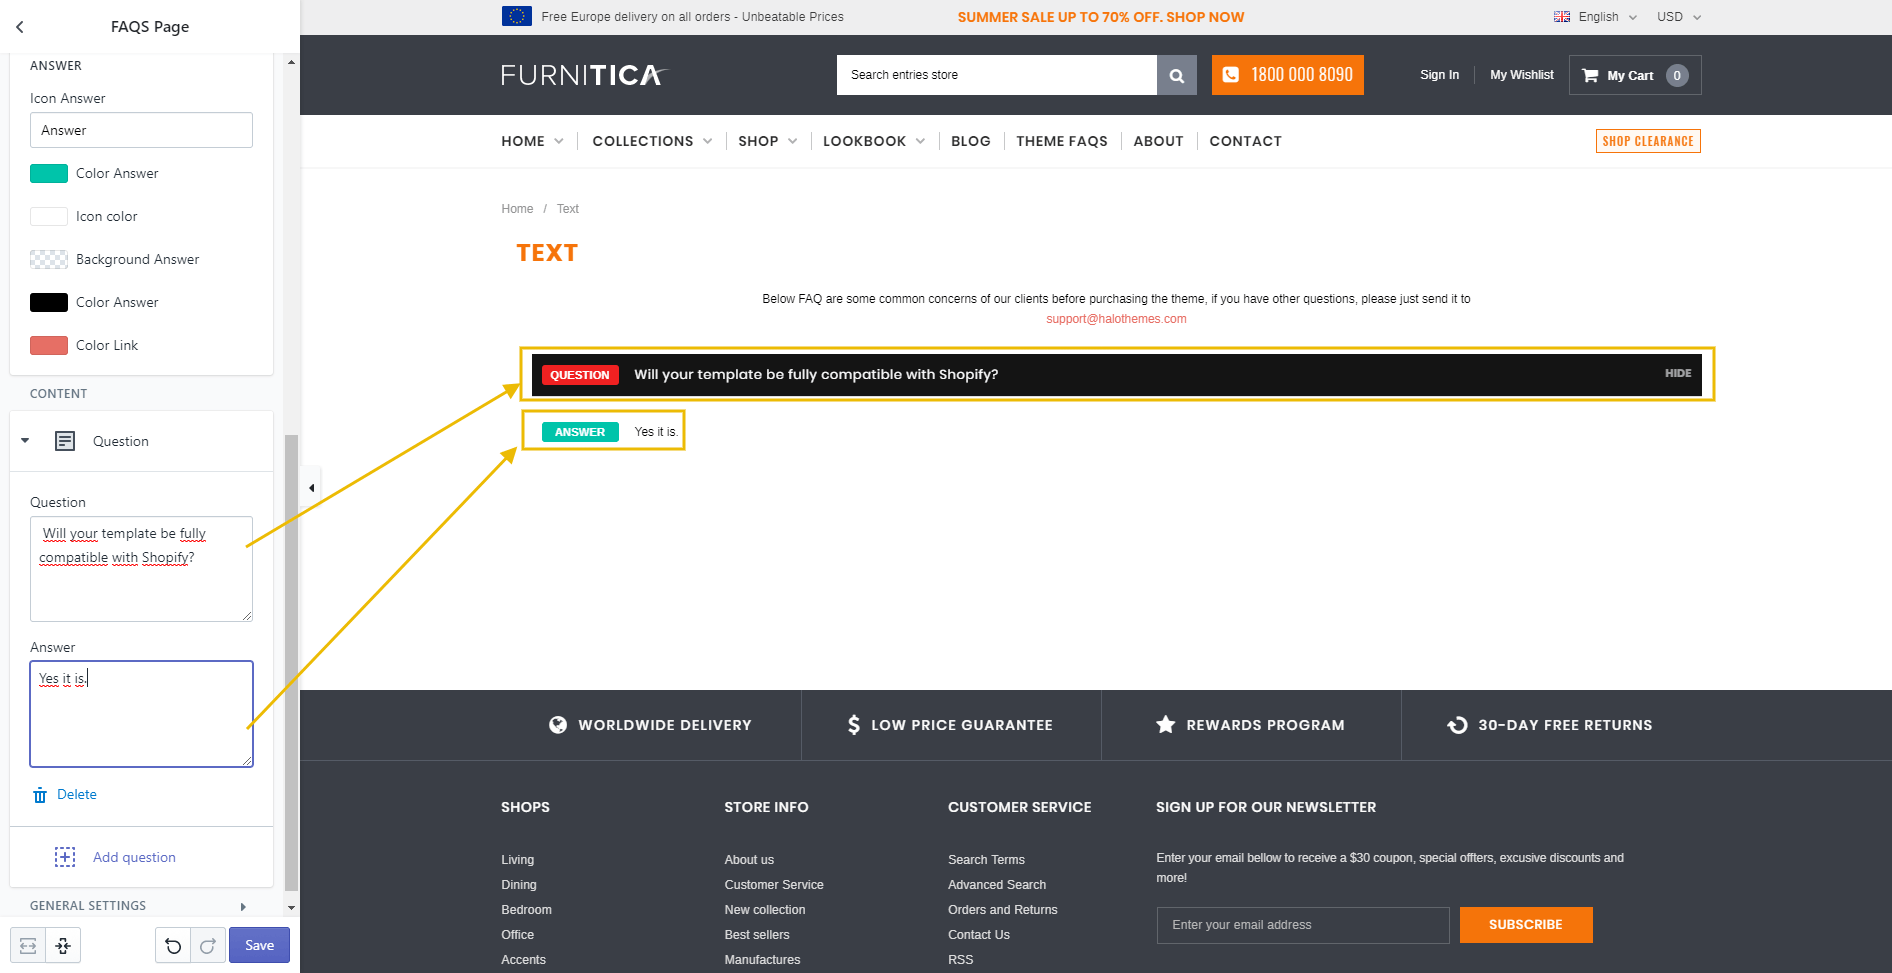 FAQS Page
ANSWER
Icon Answer
Answer
Color Answer
Icon color
Background Answer
Color Answer
Color Link
CONTENT
Question
Question
Will your template be fully
compatible with Shopify?
Answer
Yes it is.
Delete
Add question
GENERAL SETTINGS
Save
Free Europe delivery on all orders - Unbeatable Prices
SUMMER SALE UP TO 70% OFF. SHOP NOW
English
USD
FURNITICA
Search entries store
1800 000 8090
Sign In
My Wishlist
My Cart 0
HOME
COLLECTIONS
SHOP
LOOKBOOK
BLOG
THEME FAQS
ABOUT
CONTACT
SHOP CLEARANCE
Home / Text
TEXT
Below FAQ are some common concerns of our clients before purchasing the theme, if you have other questions, please just send it to
support@halothemes.com
QUESTION Will your template be fully compatible with Shopify? HIDE
ANSWER Yes it is.
WORLDWIDE DELIVERY
LOW PRICE GUARANTEE
REWARDS PROGRAM
30-DAY FREE RETURNS
SHOPS
Living
Dining
Bedroom
Office
Accents
STORE INFO
About us
Customer Service
New collection
Best sellers
Manufactures
CUSTOMER SERVICE
Search Terms
Advanced Search
Orders and Returns
Contact Us
RSS
SIGN UP FOR OUR NEWSLETTER
Enter your email bellow to receive a $30 coupon, special offters, excusive discounts and
more!
Enter your email address
SUBSCRIBE